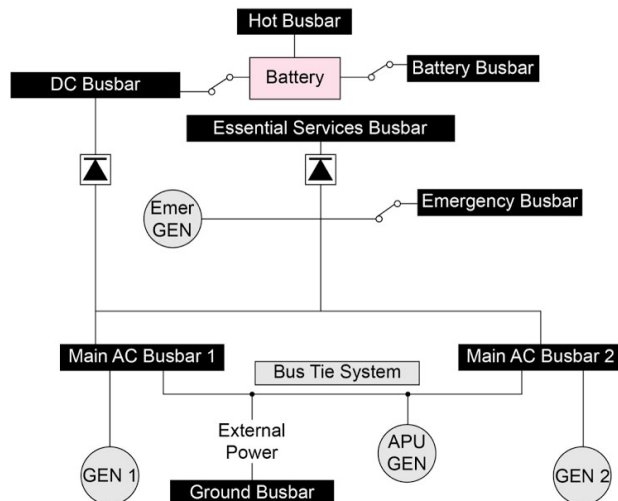 Hot Busbar
DC Busbar
Battery
Battery Busbar
Essential Services Busbar
Emer
GEN
Emergency Busbar
Main AC Busbar 1
Main AC Busbar 2
Bus Tie System
External
Power
APU
GEN
GEN 1
GEN 2
Ground Busbar